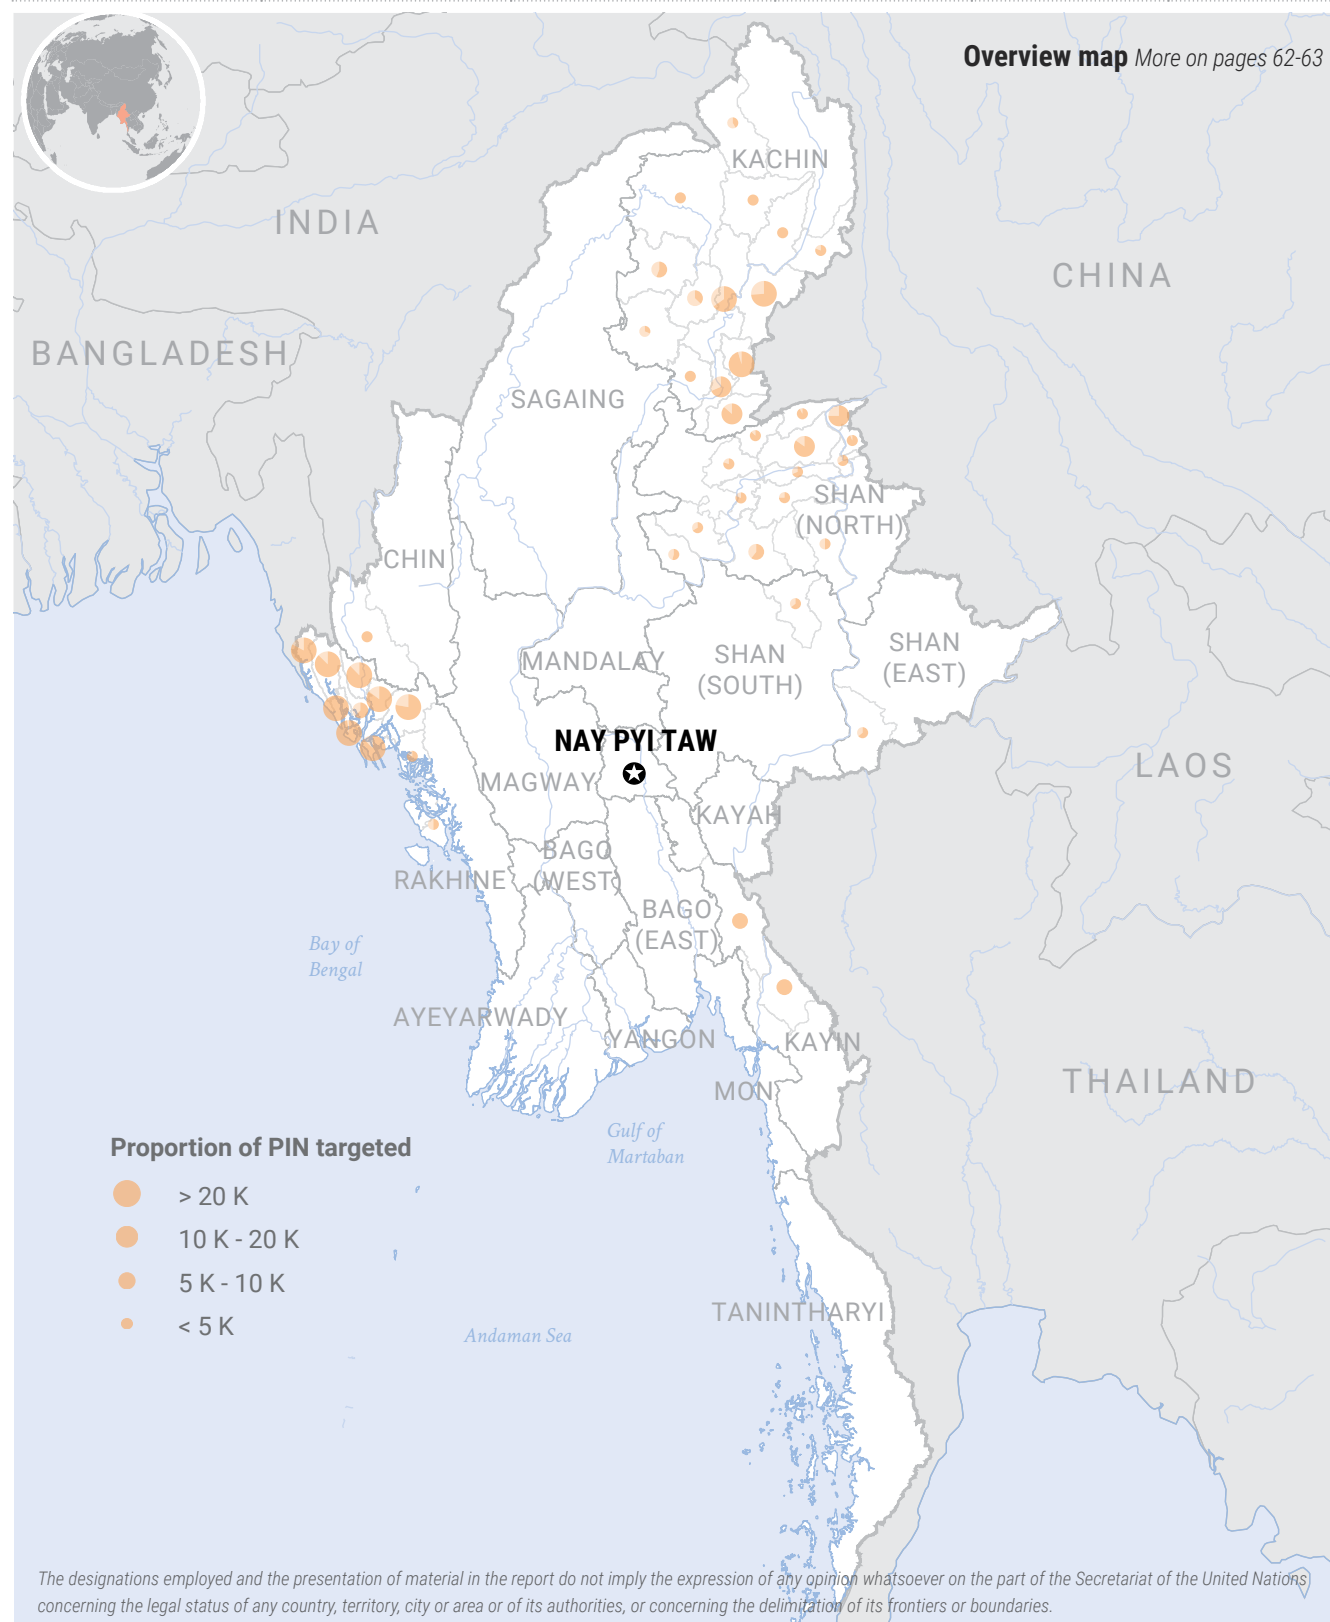 Overview map More on pages 62-63
KACHIN
INDIA
CHINA
BANGLADESH
SAGAING
SHAN
(NORTH)
CHIN
MANDALAY
SHAN
(SOUTH)
SHAN
(EAST)
NAY PYI TAW
MAGWAY
LAOS
KAYAH
BAGO
(WEST)
RAKHINE
BAGO
(EAST)
Bay of
Bengal
AYEYARWADY
YANGON
KAYIN
MON
THAILAND
Gulf of
Martaban
Proportion of PIN targeted
> 20 K
10 K - 20 K
5 K - 10 K
< 5 K
TANINTHARYI
Andaman Sea
The designations employed and the presentation of material in the report do not imply the expression of any opinion whatsoever on the part of the Secretariat of the United Nations
concerning the legal status of any country, territory, city or area or of its authorities, or concerning the delimitation of its frontiers or boundaries.